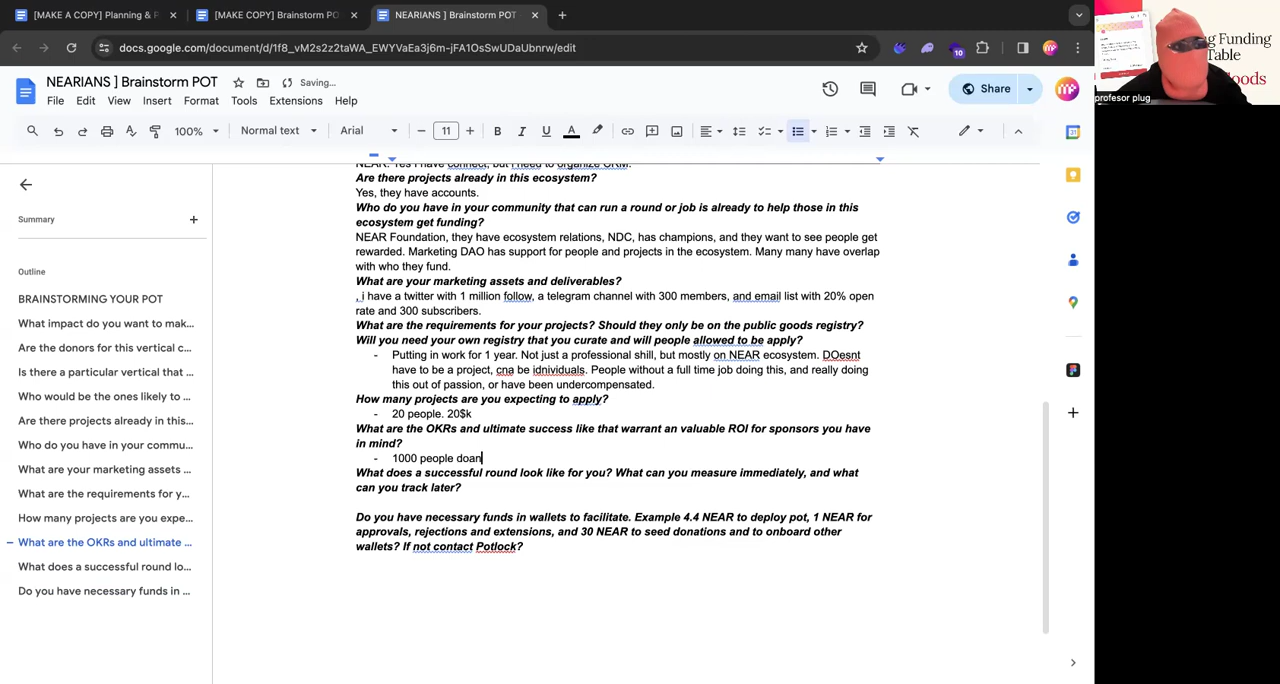 [MAKE A COPY] Planning & P
[MAKE COPY] Brainstorm PO
NEARIANS ] Brainstorm POT
docs.google.com/document/d/1f8_vM2s2z2taWA_EWYVaEa3j6m-jFA1OsSwUDaUbnrw/edit
10
g Funding
Table
oods
profesor plug
NEARIANS ] Brainstorm POT
Saving...
File Edit View Insert Format Tools Extensions Help
Share
100%
Normal text
Arial
11
Summary
Outline
BRAINSTORMING YOUR POT
What impact do you want to mak...
Are the donors for this vertical c...
Is there a particular vertical that ...
Who would be the ones likely to ...
Are there projects already in this...
Who do you have in your commu...
What are your marketing assets ...
What are the requirements for y...
How many projects are you expe...
What are the OKRs and ultimate ...
What does a successful round lo...
Do you have necessary funds in ...
NEAR. Yes I have connect, but I need to organize CRM.
Are there projects already in this ecosystem?
Yes, they have accounts.
Who do you have in your community that can run a round or job is already to help those in this
ecosystem get funding?
NEAR Foundation, they have ecosystem relations, NDC, has champions, and they want to see people get
rewarded. Marketing DAO has support for people and projects in the ecosystem. Many many have overlap
with who they fund.
What are your marketing assets and deliverables?
, i have a twitter with 1 million follow, a telegram channel with 300 members, and email list with 20% open
rate and 300 subscribers.
What are the requirements for your projects? Should they only be on the public goods registry?
Will you need your own registry that you curate and will people allowed to be apply?
- Putting in work for 1 year. Not just a professional shill, but mostly on NEAR ecosystem. DOesnt
have to be a project, cna be idnividuals. People without a full time job doing this, and really doing
this out of passion, or have been undercompensated.
How many projects are you expecting to apply?
- 20 people. 20$k
What are the OKRs and ultimate success like that warrant an valuable ROI for sponsors you have
in mind?
- 1000 people doan
What does a successful round look like for you? What can you measure immediately, and what
can you track later?
Do you have necessary funds in wallets to facilitate. Example 4.4 NEAR to deploy pot, 1 NEAR for
approvals, rejections and extensions, and 30 NEAR to seed donations and to onboard other
wallets? If not contact Potlock?